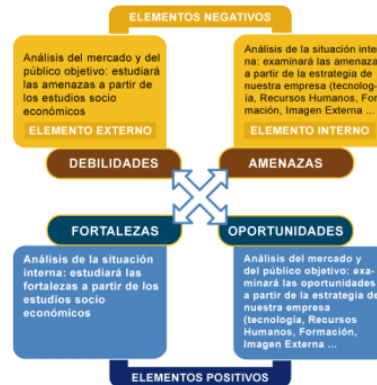 ELEMENTOS NEGATIVOS
Análisis del mercado y del
público objetivo: estudiará
las amenazas a partir de
los estudios socio
económicos
ELEMENTO EXTERNO
DEBILIDADES
Análisis de la situación inter-
na: examinará las amenazas
a partir de la estrategia de
nuestra empresa (tecnolog-
ía, Recursos Humanos, For-
mación, Imagen Externa ...
ELEMENTO INTERNO
AMENAZAS
FORTALEZAS
Análisis de la situación
interna: estudiará las
fortalezas a partir de los
estudios socio
económicos
OPORTUNIDADES
Análisis del mercado y
del público objetivo: exa-
minará las oportunidades
a partir de la estrategia de
nuestra empresa
(tecnología, Recursos
Humanos, Formación,
Imagen Externa ...
ELEMENTOS POSITIVOS